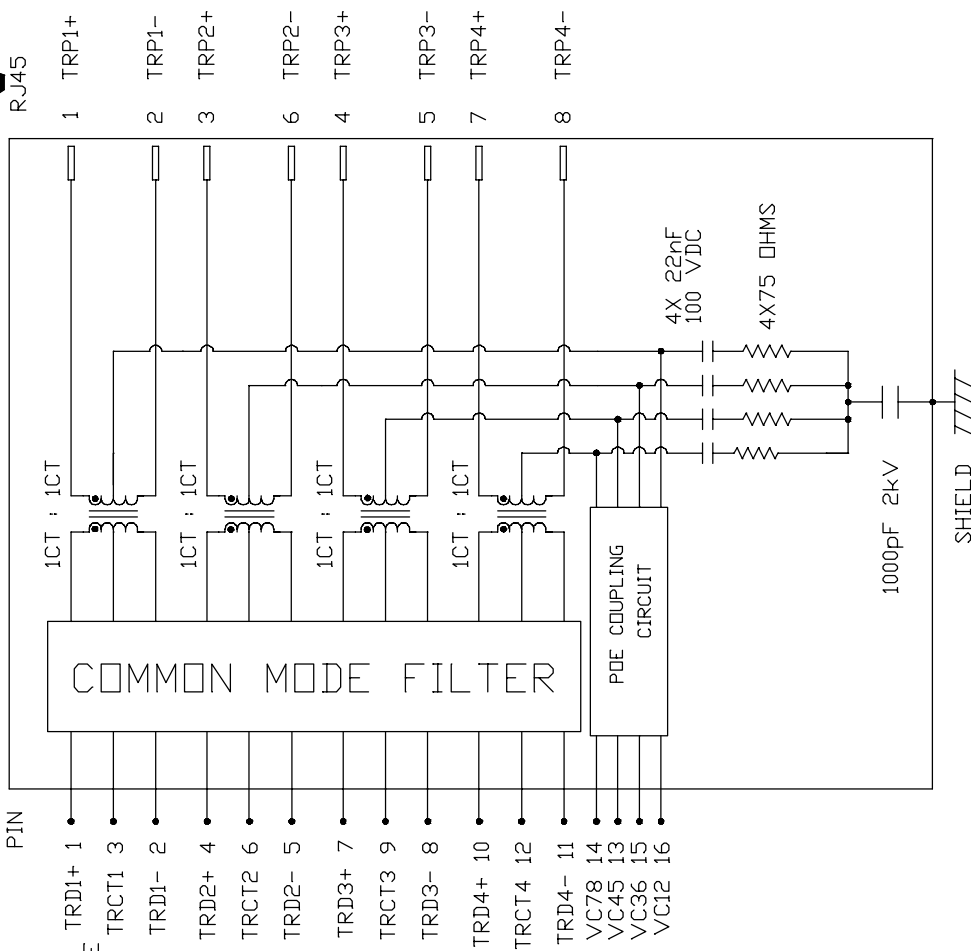 RJ45
1 TRP1+
2 TRP1-
3 TRP2+
6 TRP2-
4 TRP3+
5 TRP3-
7 TRP4+
8 TRP4-
4X 22nF
100 VDC
4X75 OHMS
1CT : 1CT
1CT : 1CT
1CT : 1CT
1CT : 1CT
COMMON MODE FILTER
POE COUPLING
CIRCUIT
1000pF 2kV
SHIELD
PIN
TRD1+ 1
TRCT1 3
TRD1- 2
TRD2+ 4
TRCT2 6
TRD2- 5
TRD3+ 7
TRCT3 9
TRD3- 8
TRD4+ 10
TRCT4 12
TRD4- 11
VC78 14
VC45 13
VC36 15
VC12 16